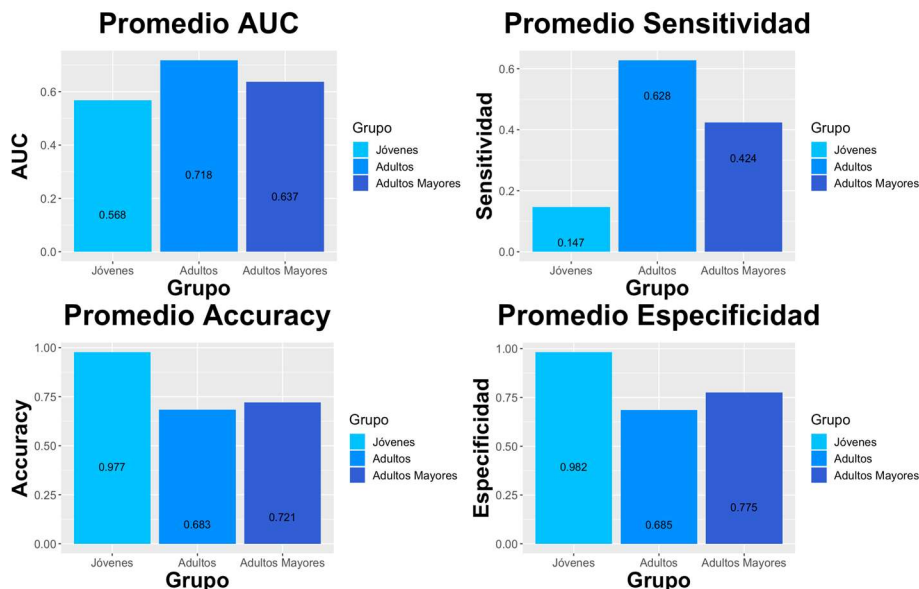 Promedio AUC
AUC
0.6
0.4
0.2
0.0
0.568
0.718
0.637
Jóvenes
Adultos
Adultos Mayores
Grupo
Grupo
Jóvenes
Adultos
Adultos Mayores
Promedio Sensitividad
Sensitividad
0.6
0.4
0.2
0.0
0.147
0.628
0.424
Jóvenes
Adultos
Adultos Mayores
Grupo
Grupo
Jóvenes
Adultos
Adultos Mayores
Promedio Accuracy
Accuracy
1.00
0.75
0.50
0.25
0.00
0.977
0.683
0.721
Jóvenes
Adultos
Adultos Mayores
Grupo
Grupo
Jóvenes
Adultos
Adultos Mayores
Promedio Especificidad
Especificidad
1.00
0.75
0.50
0.25
0.00
0.982
0.685
0.775
Jóvenes
Adultos
Adultos Mayores
Grupo
Grupo
Jóvenes
Adultos
Adultos Mayores